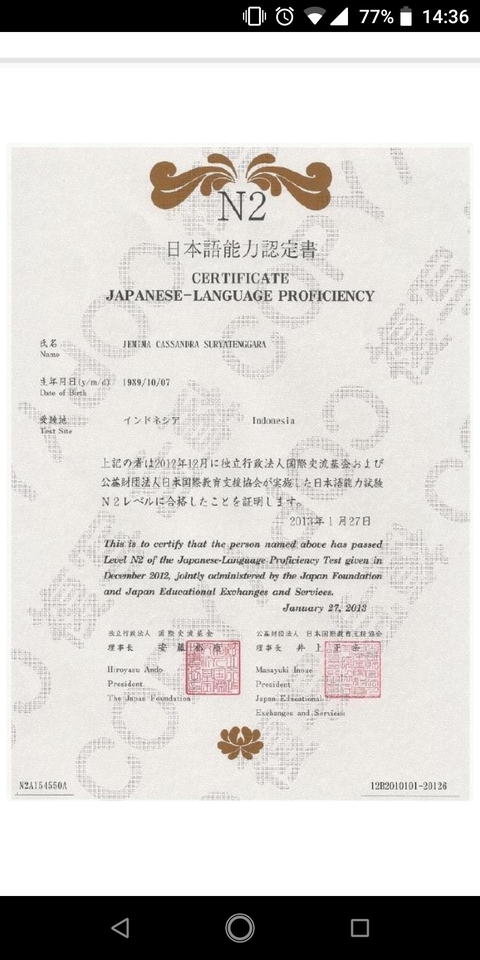 77% 14:36
N2
日本語能力認定書
CERTIFICATE
JAPANESE-LANGUAGE PROFICIENCY
氏名 JEMIMA CASSANDRA SURYATENGGARA
Name
生年月日(y/m/d) 1989/10/07
Date of Birth
受験地 インドネシア Indonesia
Test Site
上記の者は2012年12月に独立行政法人国際交流基金および
公益財団法人日本国際教育支援協会が実施した日本語能力試験
N2レベルに合格したことを証明します。
2013年1月27日
This is to certify that the person named above has passed
Level N2 of the Japanese-Language Proficiency Test given in
December 2012, jointly administered by the Japan Foundation
and Japan Educational Exchanges and Services.
January 27, 2013
独立行政法人 国際交流基金
理事長 安藤
Hiroyasu Ando
President
The Japan Foundation
公益財団法人 日本国際教育支援協会
理事長 井上正
Masayuki Inoue
President
Japan Educational
Exchanges and Services
N2A154550A
12B2010101-20126
COPY
複写